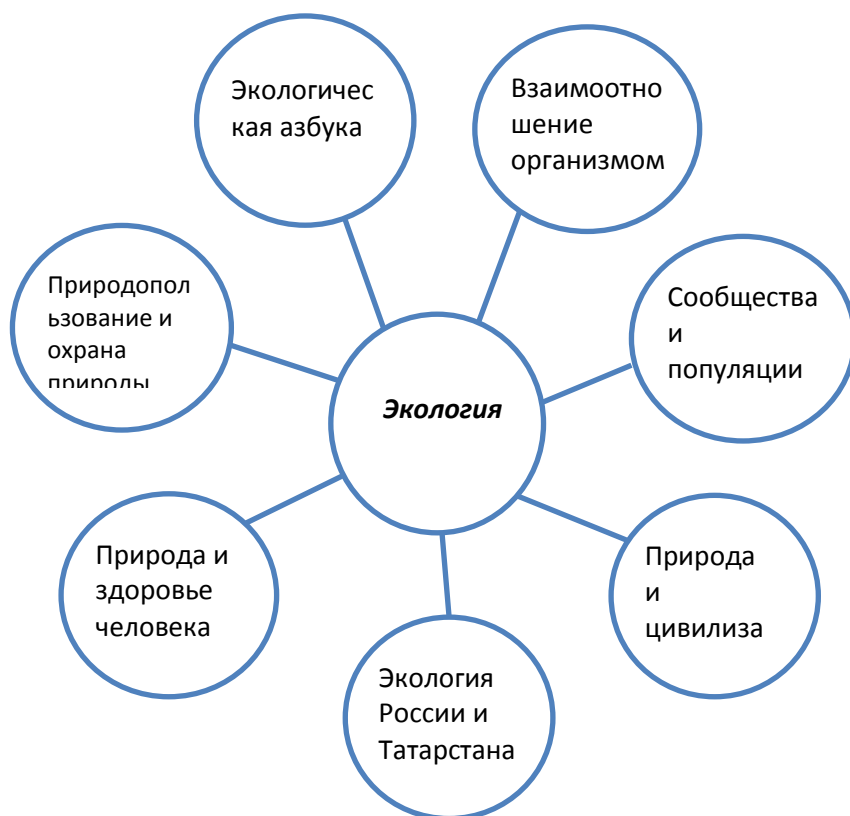 Экологичес
кая азбука
Взаимоотно
шение
организмом
Природопол
ьзование и
охрана
природы
Сообщества
и
популяции
Экология
Природа и
здоровье
человека
Природа
и
цивилиза
Экология
России и
Татарстана